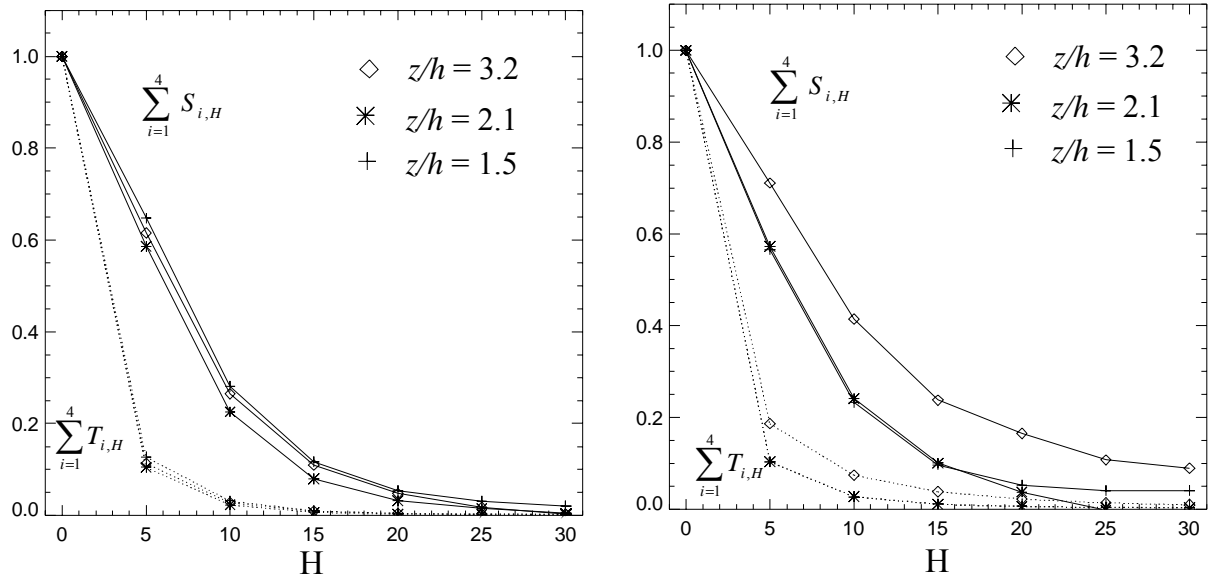 1.0
0.8
0.6
0.4
0.2
0.0
0 5 10 15 20 25 30
H
4
∑ S i,H
i=1
4
∑ T i,H
i=1
z/h = 3.2
z/h = 2.1
z/h = 1.5
1.0
0.8
0.6
0.4
0.2
0.0
0 5 10 15 20 25 30
H
4
∑ S i,H
i=1
4
∑ T i,H
i=1
z/h = 3.2
z/h = 2.1
z/h = 1.5